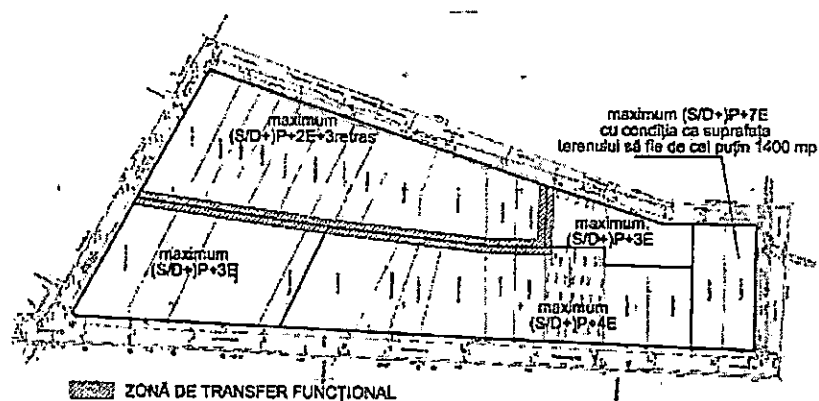 maximum (S/D+)P+7E
cu condiția ca suprafața
terenului să fie de cel puțin 1400 mp
maximum
(S/D+)P+2E+3retras
maximum
(S/D+)P+3E
maximum
(S/D+)P+3E
maximum
(S/D+)P+4E
ZONĂ DE TRANSFER FUNCȚIONAL